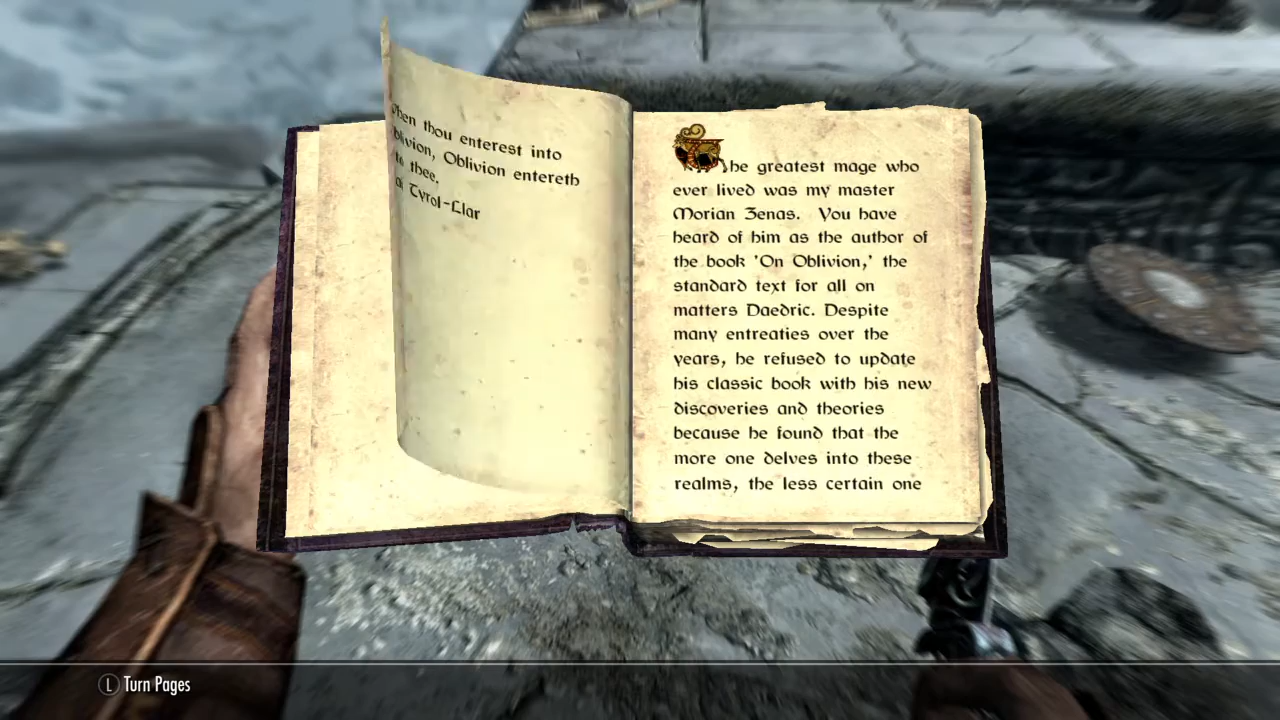 When thou enterest into
Oblivion, Oblivion entereth
to thee.
Tyrol-Llar
The greatest mage who
ever lived was my master
Morian Zenas. You have
heard of him as the author of
the book 'On Oblivion,' the
standard text for all on
matters Daedric. Despite
many entreaties over the
years, he refused to update
his classic book with his new
discoveries and theories
because he found that the
more one delves into these
realms, the less certain one
L Turn Pages